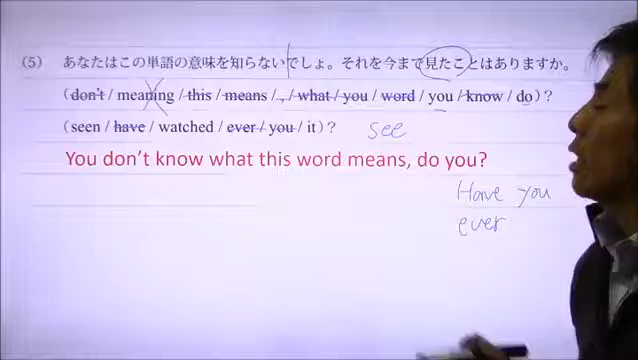 (5) あなたはこの単語の意味を知らないでしょ。それを今まで見たことはありますか。
(don't / meaning / this / means / , / what / you / word / you / know / do)?
(seen / have / watched / ever / you / it)? see
You don't know what this word means, do you?
Have you
ever